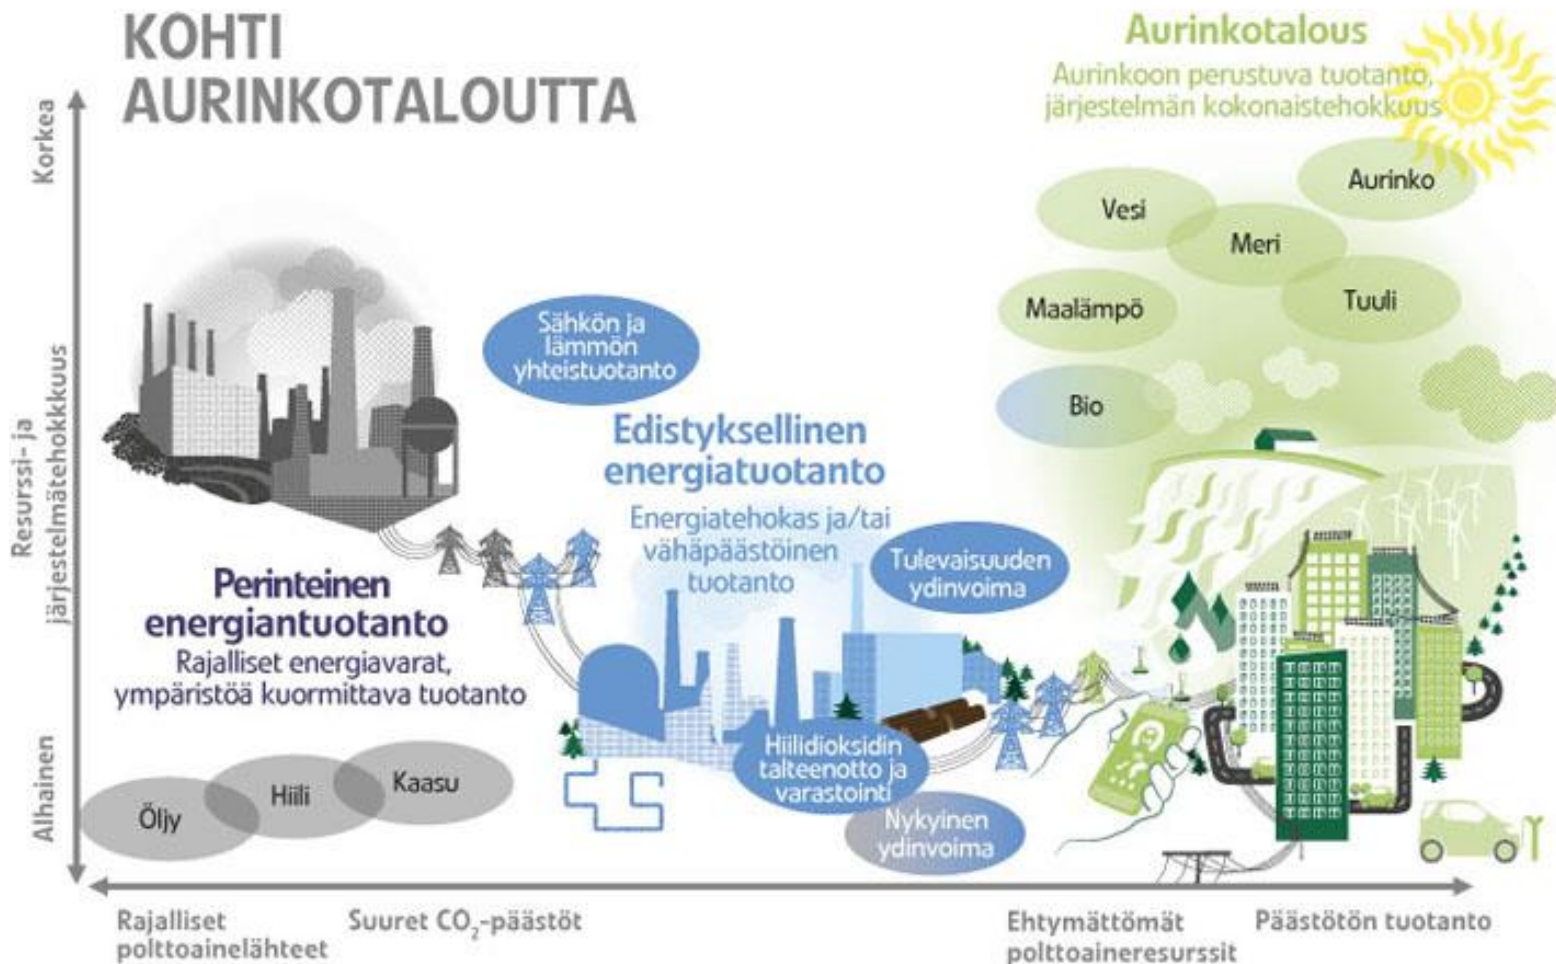 KOHTI
AURINKOTALOUTTA
Aurinkotalous
Aurinkoon perustuva tuotanto,
järjestelmän kokonaistehokkuus
Korkea
Resurssi- ja
järjestelmätehokkuus
Alhainen
Aurinko
Vesi
Meri
Maalämpö
Tuuli
Bio
Sähkön ja
lämmön
yhteistuotanto
Edistyksellinen
energiatuotanto
Energiatehokas ja/tai
vähäpäästöinen
tuotanto
Tulevaisuuden
ydinvoima
Perinteinen
energiantuotanto
Rajalliset energiavarat,
ympäristöä kuormittava tuotanto
Hiilidioksidin
talteenotto ja
varastointi
Nykyinen
ydinvoima
Öljy
Hiili
Kaasu
Rajalliset
polttoainelähteet
Suuret CO₂-päästöt
Ehtymättömät
polttoaineresurssit
Päästötön tuotanto